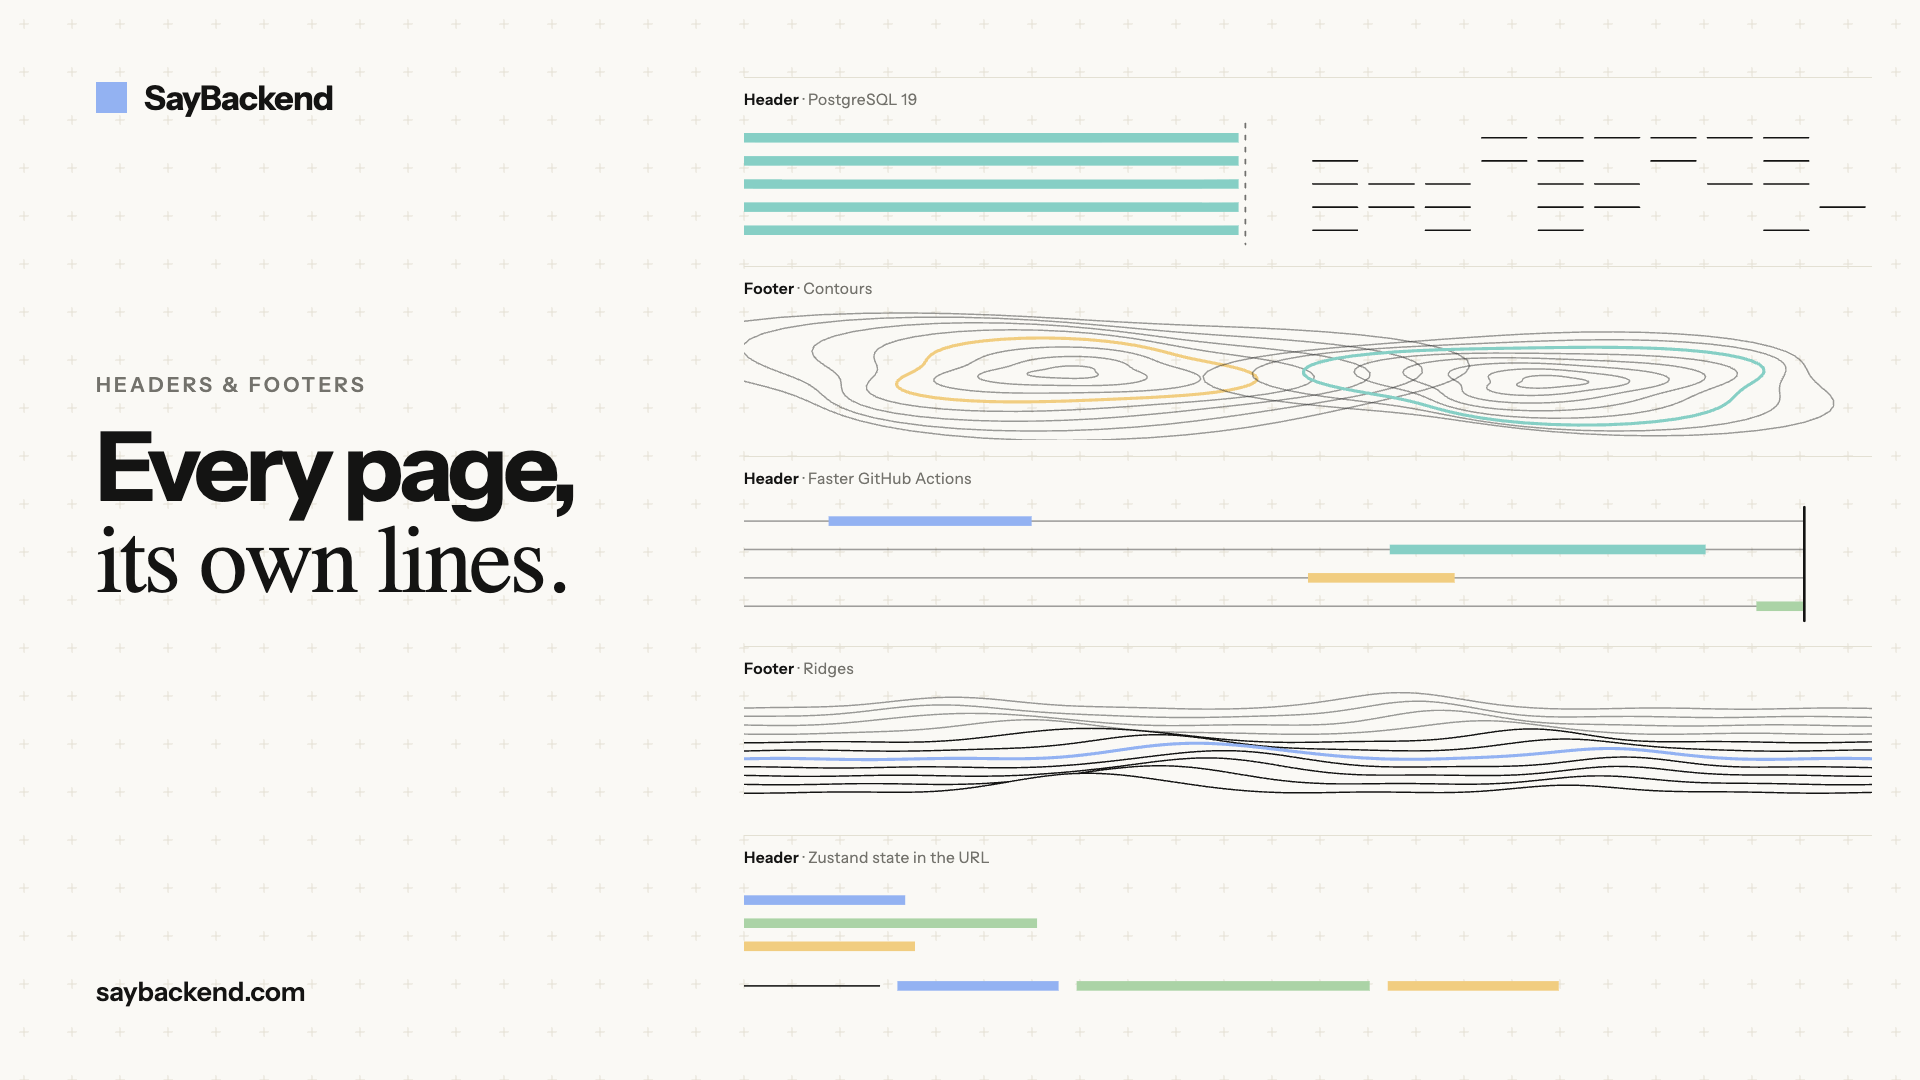 SayBackend
HEADERS & FOOTERS
Every page,
its own lines.
saybackend.com
Header · PostgreSQL 19
Footer · Contours
Header · Faster GitHub Actions
Footer · Ridges
Header · Zustand state in the URL